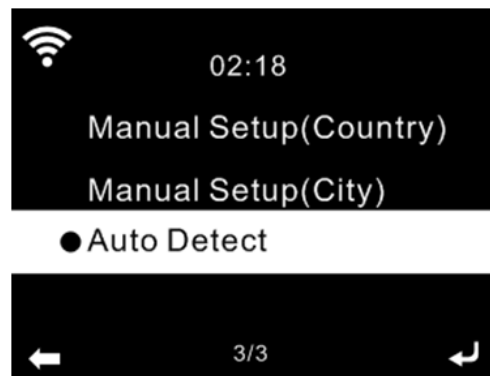 02:18
Manual Setup(Country)
Manual Setup(City)
Auto Detect
3/3